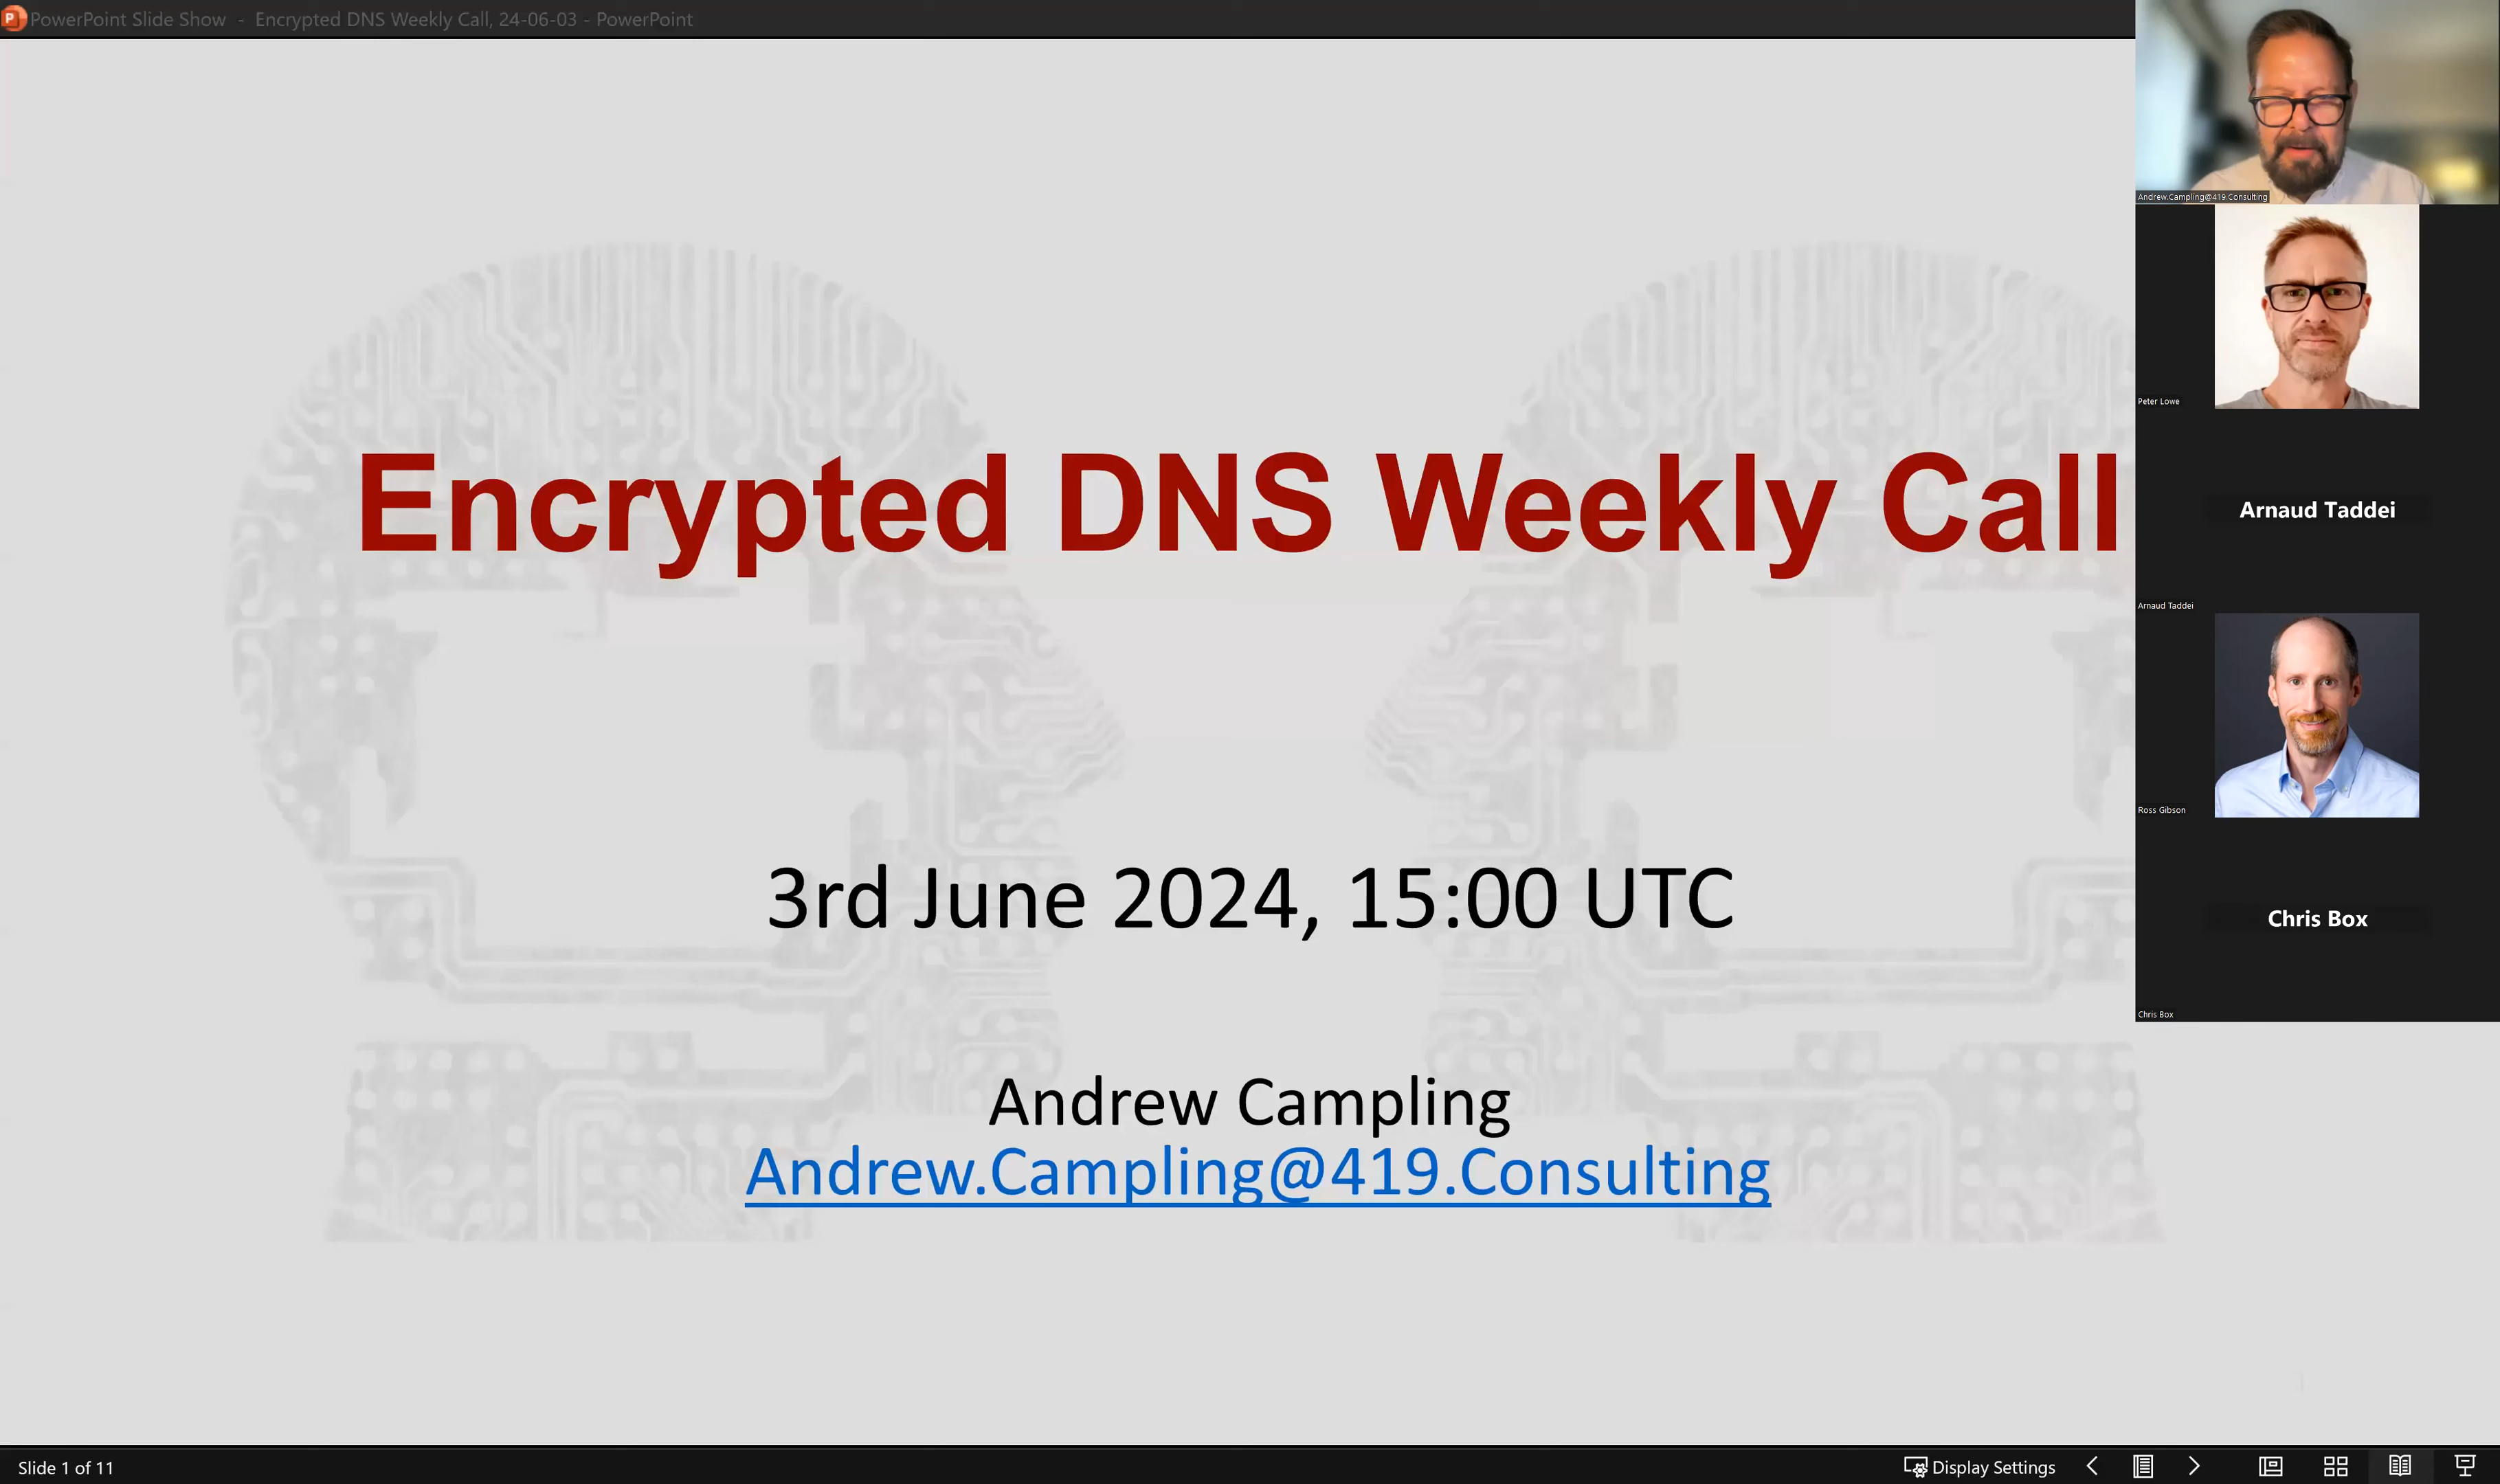 PowerPoint Slide Show - Encrypted DNS Weekly Call, 24-06-03 - PowerPoint
Andrew.Campling@419.Consulting
Peter Lowe
Arnaud Taddei
Arnaud Taddei
Ross Gibson
Chris Box
Chris Box
Encrypted DNS Weekly Call
3rd June 2024, 15:00 UTC
Andrew Campling
Andrew.Campling@419.Consulting
Slide 1 of 11
Display Settings